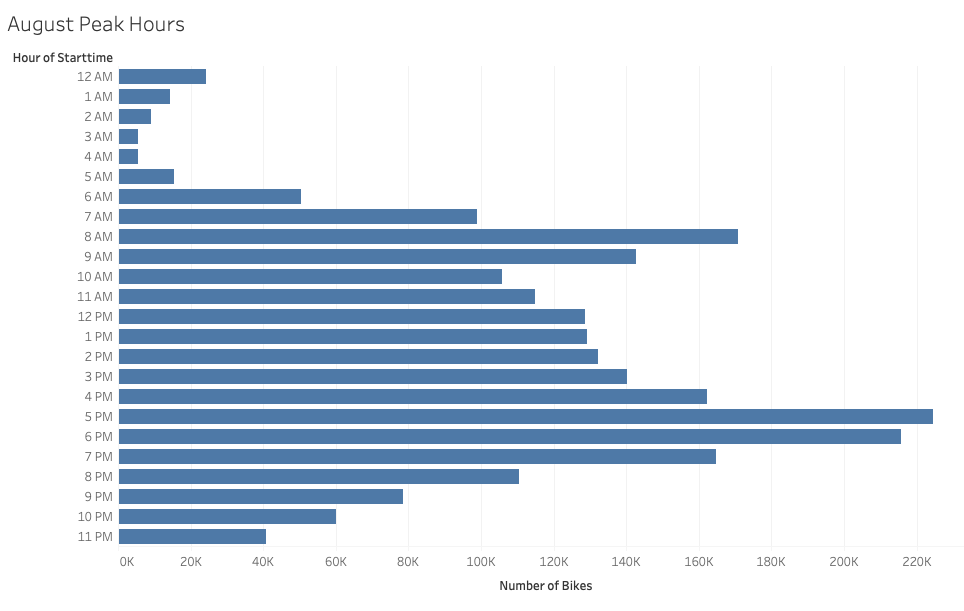 August Peak Hours
Hour of Starttime
12 AM
1 AM
2 AM
3 AM
4 AM
5 AM
6 AM
7 AM
8 AM
9 AM
10 AM
11 AM
12 PM
1 PM
2 PM
3 PM
4 PM
5 PM
6 PM
7 PM
8 PM
9 PM
10 PM
11 PM
0K 20K 40K 60K 80K 100K 120K 140K 160K 180K 200K 220K
Number of Bikes